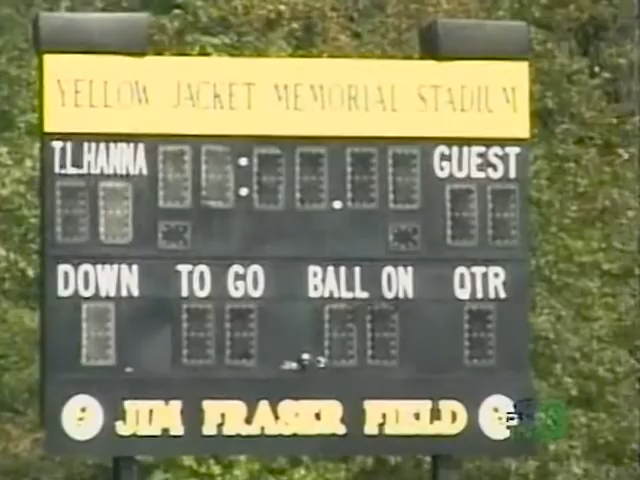 YELLOW JACKET MEMORIAL STADIUM
T.L.HANNA : . GUEST
DOWN TO GO BALL ON QTR
JIM FRASER FIELD